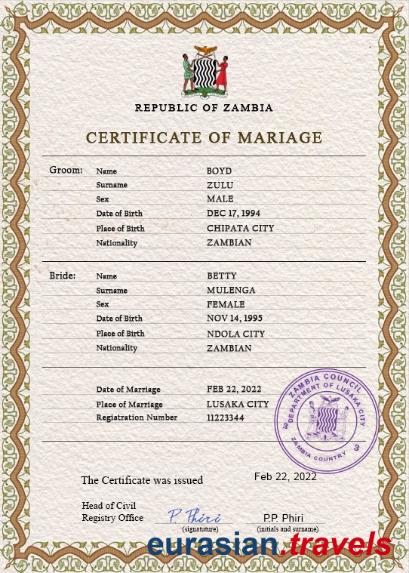 REPUBLIC OF ZAMBIA
CERTIFICATE OF MARIAGE
Groom: Name BOYD
Surname ZULU
Sex MALE
Date of Birth DEC 17, 1994
Place of Birth CHIPATA CITY
Nationality ZAMBIAN
Bride: Name BETTY
Surname MULENGA
Sex FEMALE
Date of Birth NOV 14, 1995
Place of Birth NDOLA CITY
Nationality ZAMBIAN
Date of Marriage FEB 22, 2022
Place of Marriage LUSAKA CITY
Registration Number 11223344
ZAMBIA COUNCIL
DEPARTMENT OF LUSAKA CITY
ZAMBIA COUNTRY
The Certificate was issued Feb 22, 2022
Head of Civil
Registry Office P. Phiri P.P. Phiri
(signature) (initials and surname)
eurasian.travels